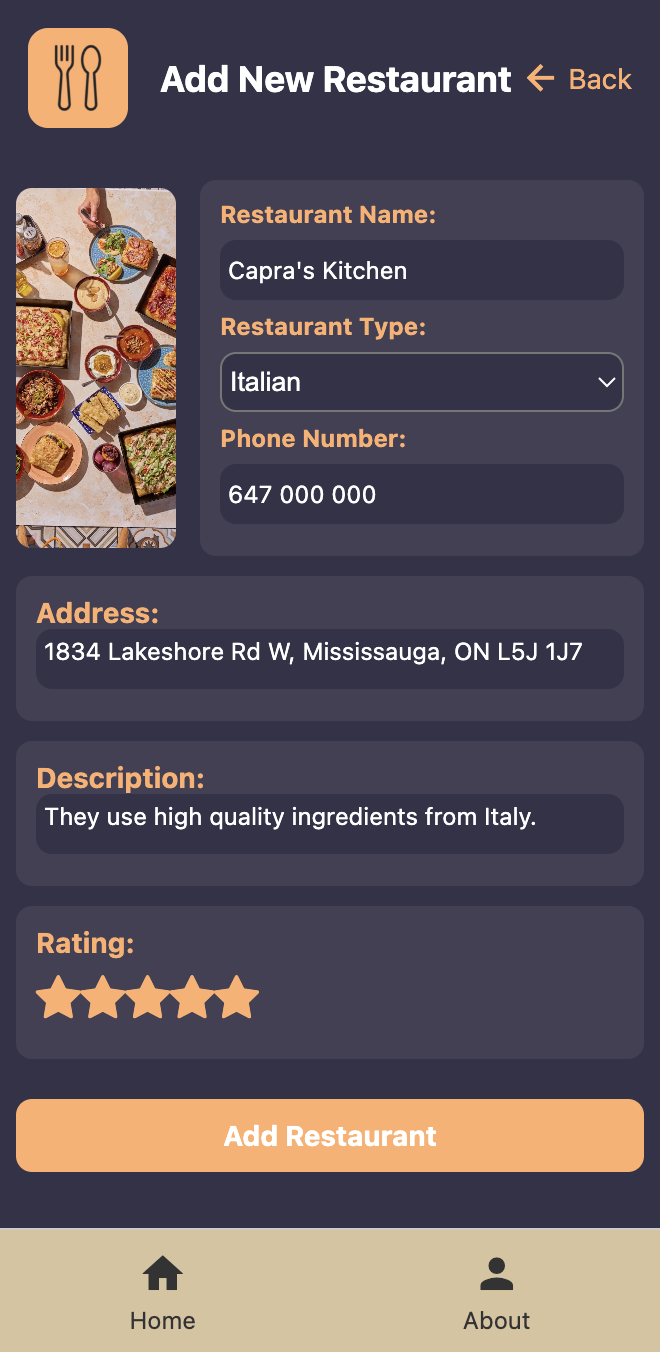 Add New Restaurant
Back
Restaurant Name:
Capra's Kitchen
Restaurant Type:
Italian
Phone Number:
647 000 000
Address:
1834 Lakeshore Rd W, Mississauga, ON L5J 1J7
Description:
They use high quality ingredients from Italy.
Rating:
Add Restaurant
Home
About